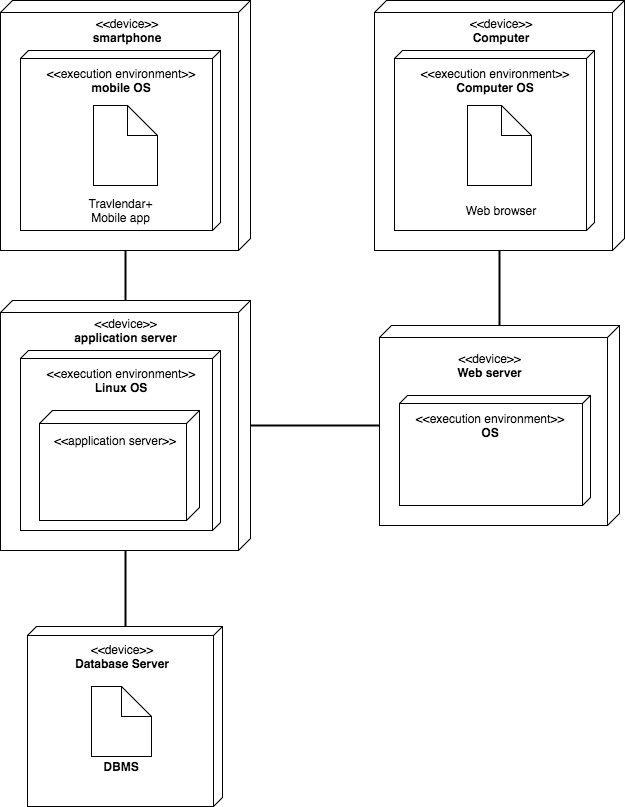 <<device>>
smartphone
<<execution environment>>
mobile OS
Travlendar+
Mobile app
<<device>>
Computer
<<execution environment>>
Computer OS
Web browser
<<device>>
application server
<<execution environment>>
Linux OS
<<application server>>
<<device>>
Web server
<<execution environment>>
OS
<<device>>
Database Server
DBMS